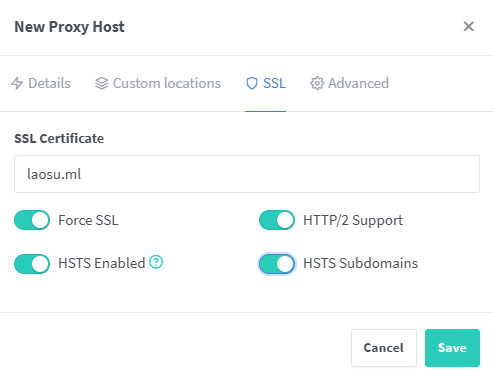 New Proxy Host
Details Custom locations SSL Advanced
SSL Certificate
laosu.ml
Force SSL HTTP/2 Support
HSTS Enabled HSTS Subdomains
Cancel Save